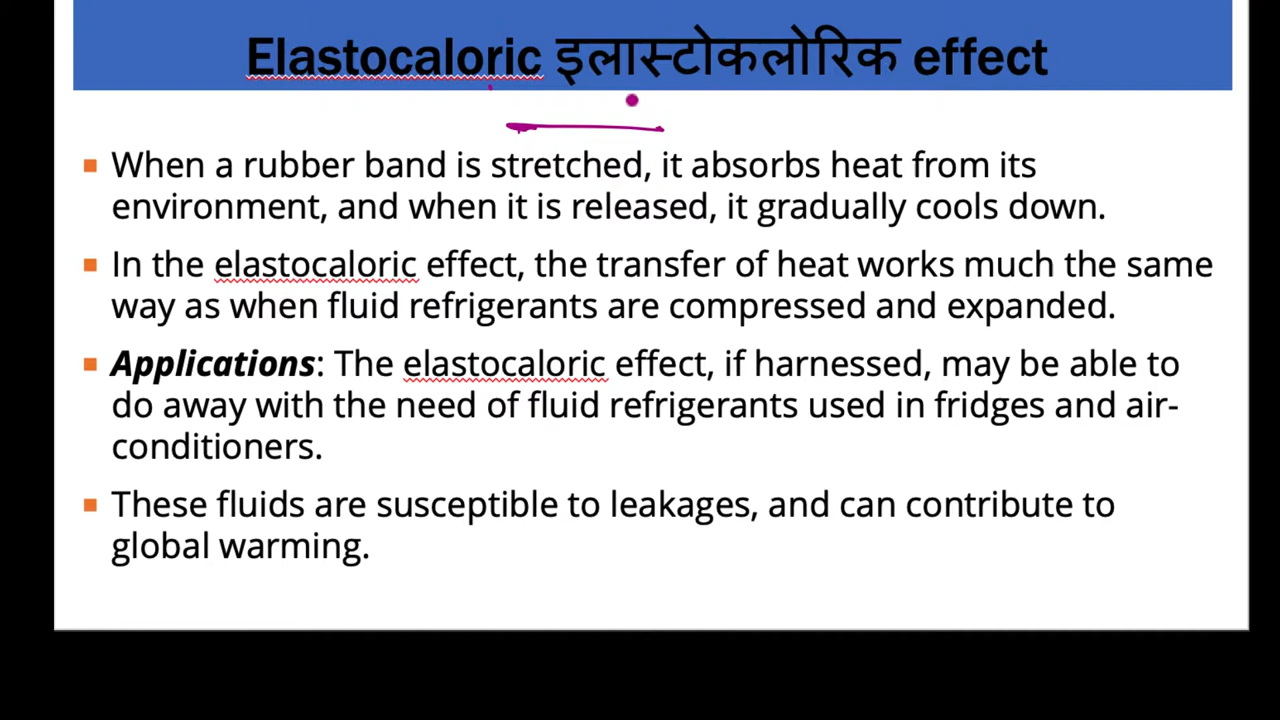 Elastocaloric इलास्टोकलोरिक effect
When a rubber band is stretched, it absorbs heat from its
environment, and when it is released, it gradually cools down.
In the elastocaloric effect, the transfer of heat works much the same
way as when fluid refrigerants are compressed and expanded.
Applications: The elastocaloric effect, if harnessed, may be able to
do away with the need of fluid refrigerants used in fridges and air-
conditioners.
These fluids are susceptible to leakages, and can contribute to
global warming.